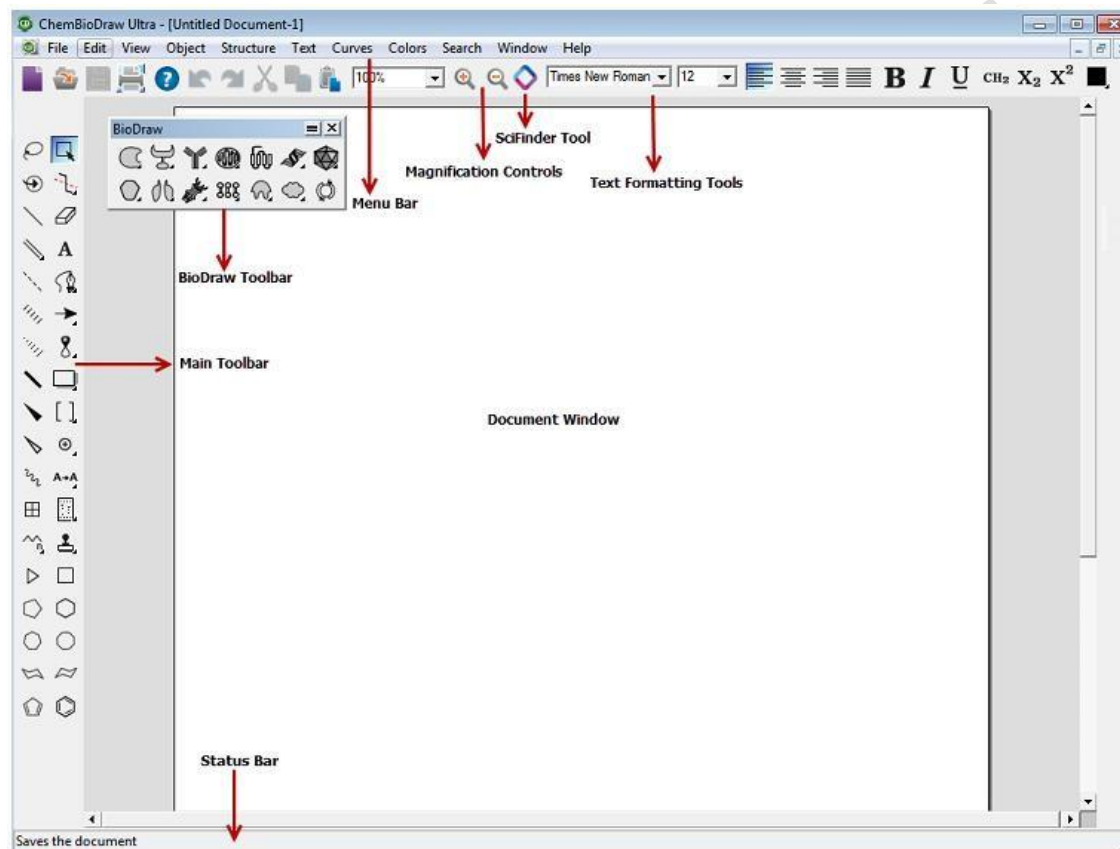 ChemBioDraw Ultra - [Untitled Document-1]
File Edit View Object Structure Text Curves Colors Search Window Help
100% Times New Roman 12 B I U CH₂ X₂ X²
BioDraw
SciFinder Tool
Magnification Controls
Text Formatting Tools
Menu Bar
BioDraw Toolbar
A
Main Toolbar
Document Window
A→A
Status Bar
Saves the document